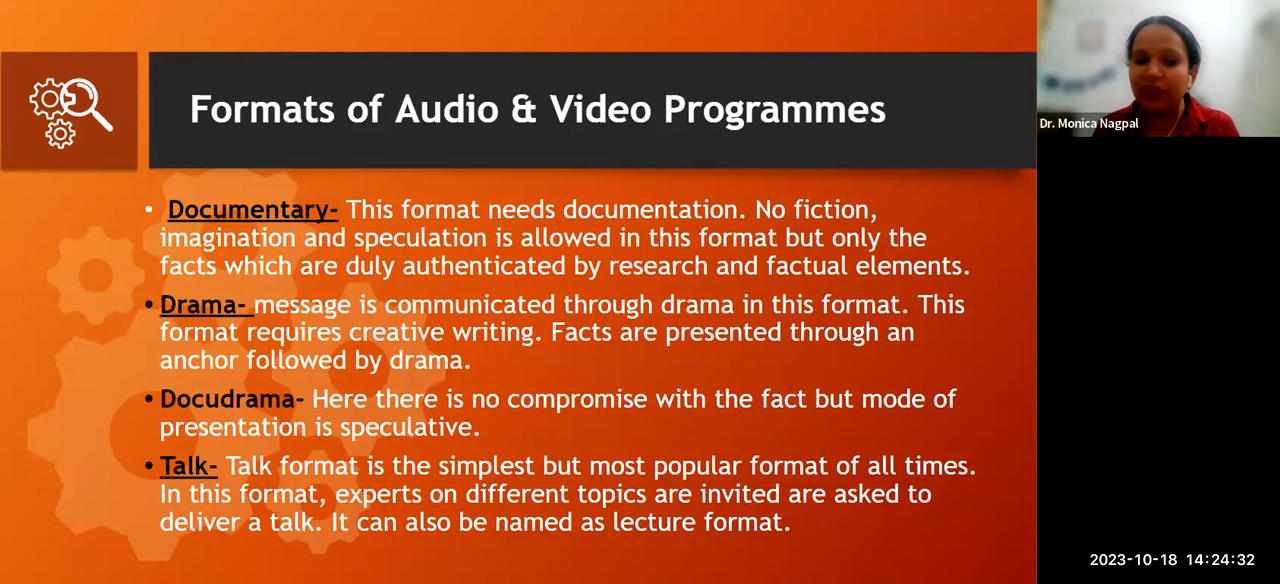 Formats of Audio & Video Programmes
Dr. Monica Nagpal
• Documentary- This format needs documentation. No fiction,
imagination and speculation is allowed in this format but only the
facts which are duly authenticated by research and factual elements.
• Drama- message is communicated through drama in this format. This
format requires creative writing. Facts are presented through an
anchor followed by drama.
• Docudrama- Here there is no compromise with the fact but mode of
presentation is speculative.
• Talk- Talk format is the simplest but most popular format of all times.
In this format, experts on different topics are invited are asked to
deliver a talk. It can also be named as lecture format.
2023-10-18 14:24:32